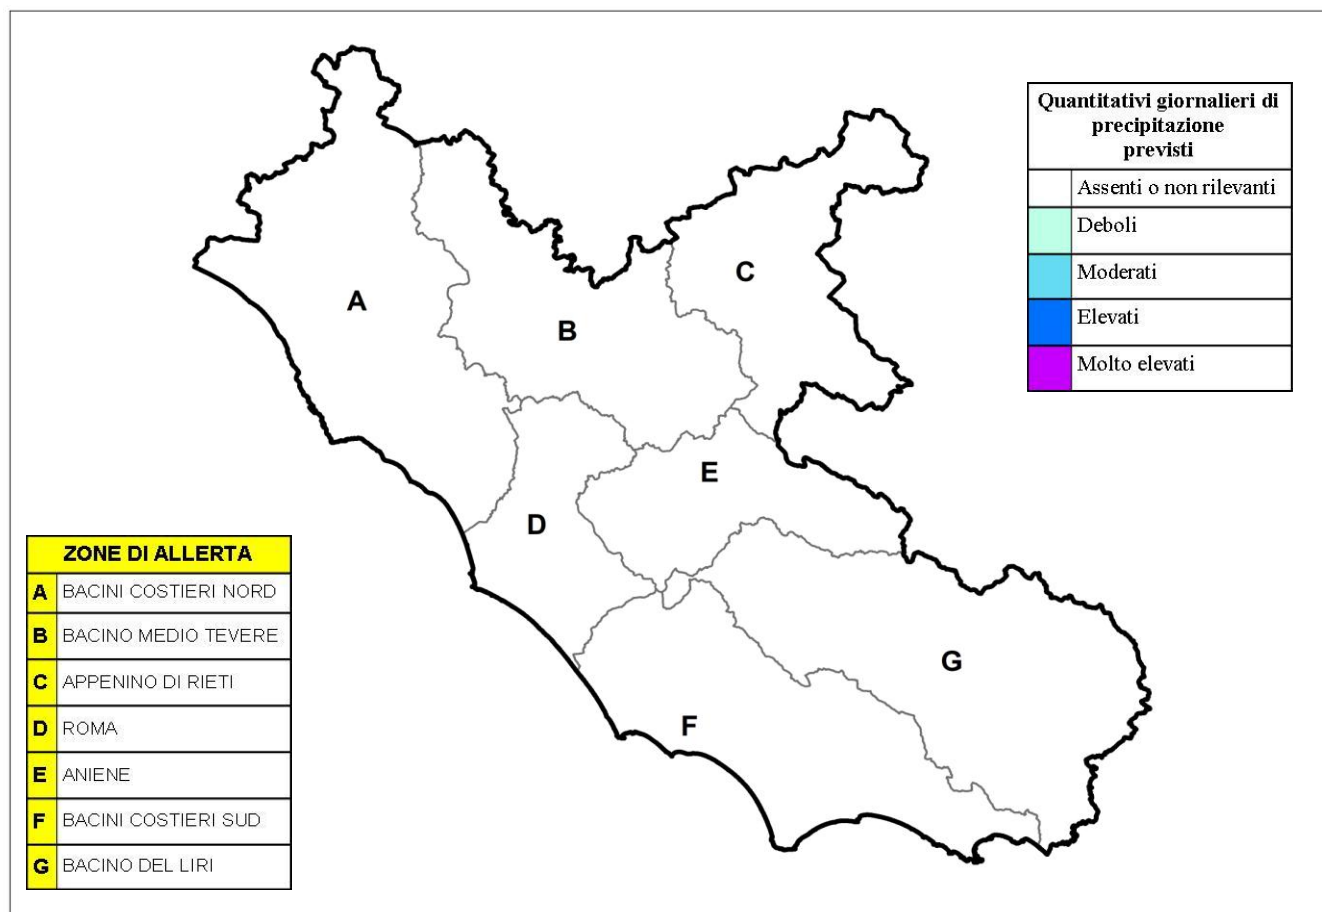 Quantitativi giornalieri di
precipitazione
previsti
Assenti o non rilevanti
Deboli
Moderati
Elevati
Molto elevati
A
B
C
D
E
F
G
ZONE DI ALLERTA
A BACINI COSTIERI NORD
B BACINO MEDIO TEVERE
C APPENINO DI RIETI
D ROMA
E ANIENE
F BACINI COSTIERI SUD
G BACINO DEL LIRI